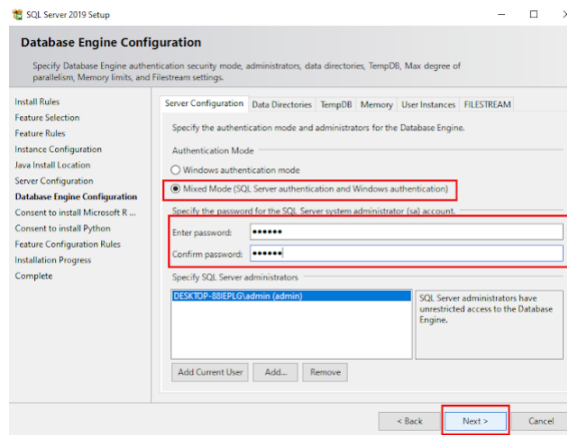 SQL Server 2019 Setup
Database Engine Configuration
Specify Database Engine authentication security mode, administrators, data directories, TempDB, Max degree of
parallelism, Memory limits, and Filestream settings.
Install Rules
Feature Selection
Feature Rules
Instance Configuration
Java Install Location
Server Configuration
Database Engine Configuration
Consent to install Microsoft R ...
Consent to install Python
Feature Configuration Rules
Installation Progress
Complete
Server Configuration Data Directories TempDB Memory User Instances FILESTREAM
Specify the authentication mode and administrators for the Database Engine.
Authentication Mode
Windows authentication mode
Mixed Mode (SQL Server authentication and Windows authentication)
Specify the password for the SQL Server system administrator (sa) account.
Enter password: ••••••
Confirm password: ••••••
Specify SQL Server administrators
DESKTOP-88IEPLG\admin (admin)
SQL Server administrators have
unrestricted access to the Database
Engine.
Add Current User Add... Remove
< Back Next > Cancel